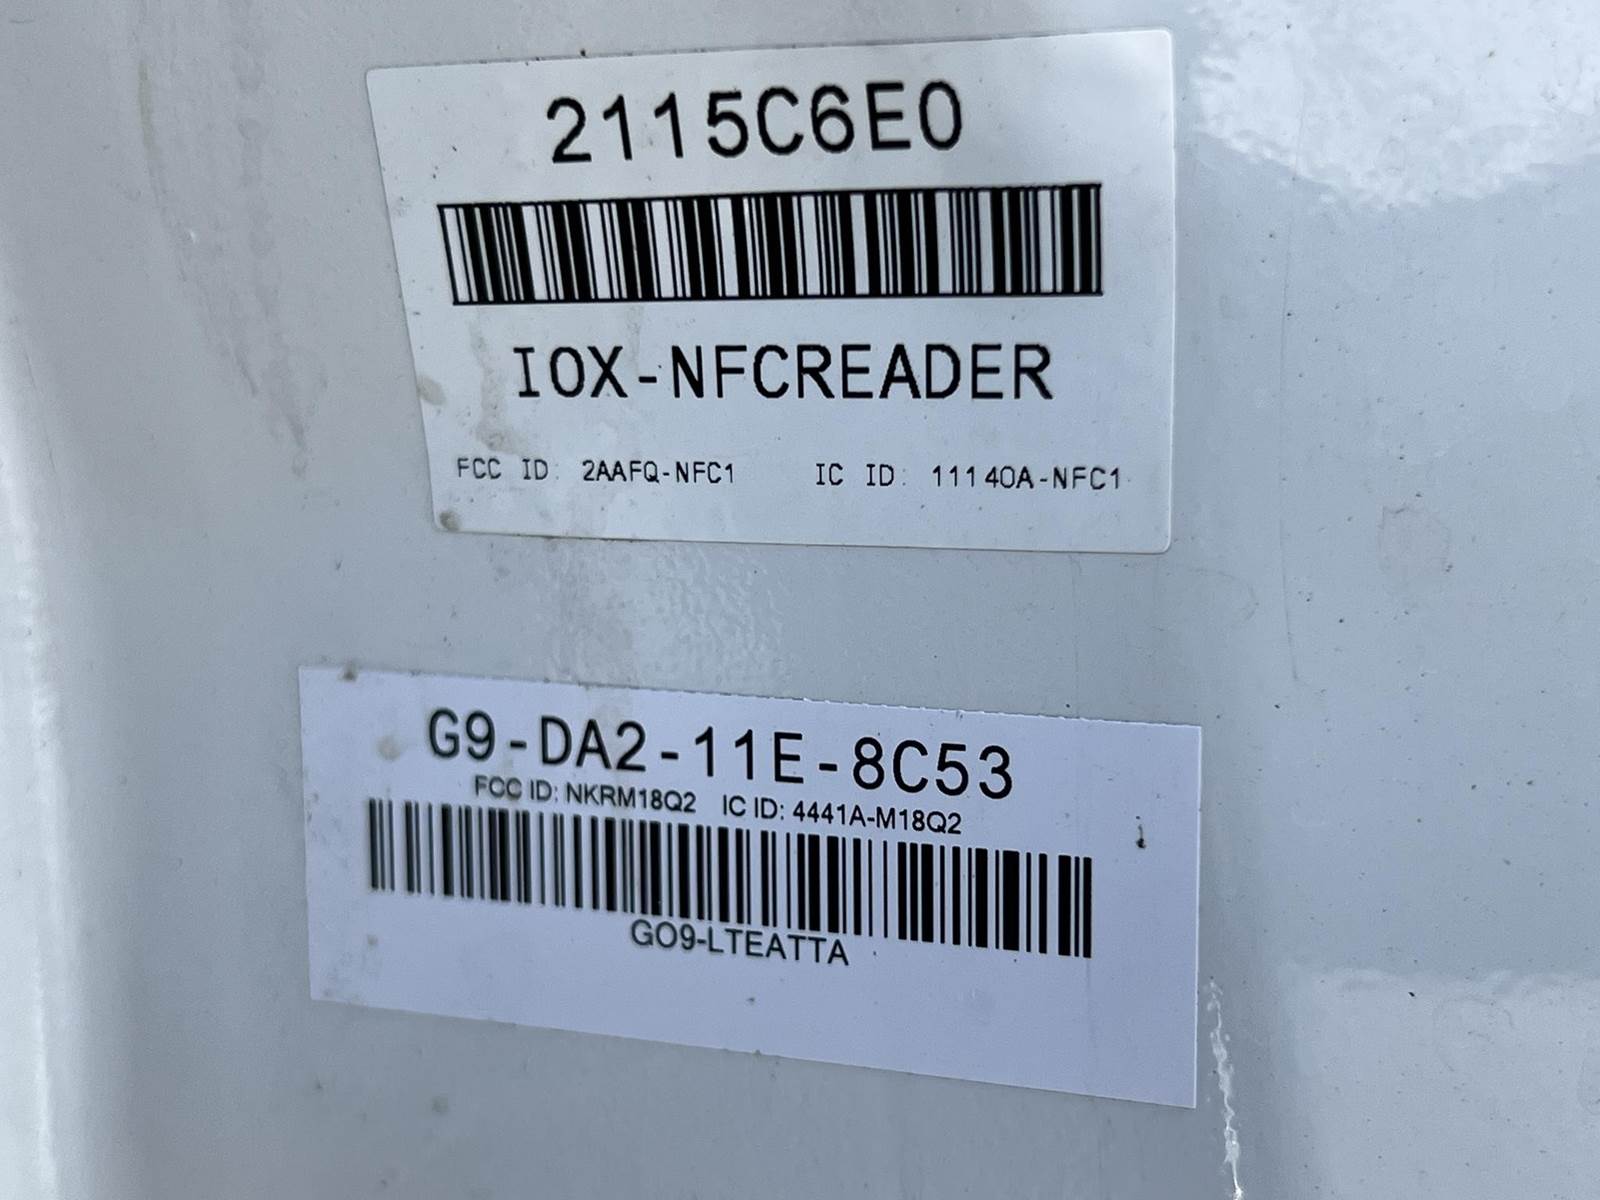 2115C6E0
IOX-NFCREADER
FCC ID: 2AAFQ-NFC1 IC ID: 11140A-NFC1
G9-DA2-11E-8C53
FCC ID: NKRM18Q2 IC ID: 4441A-M18Q2
GO9-LTEATTA